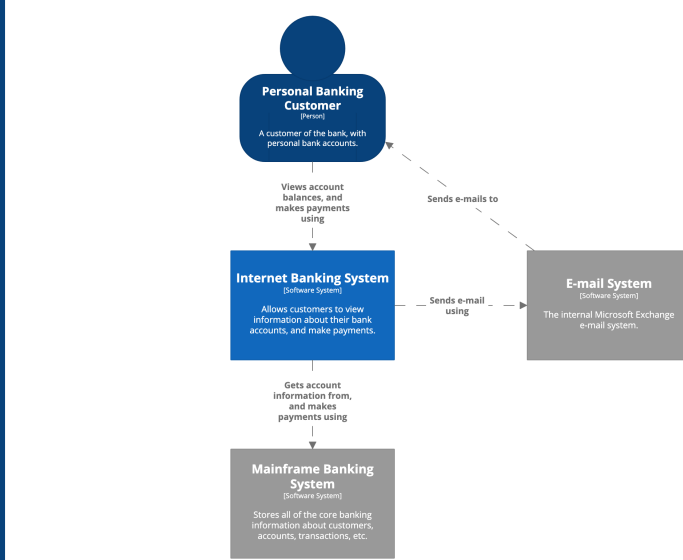 Personal Banking
Customer
[Person]
A customer of the bank, with
personal bank accounts.
Views account
balances, and
makes payments
using
Sends e-mails to
Internet Banking System
[Software System]
Allows customers to view
information about their bank
accounts, and make payments.
Sends e-mail
using
E-mail System
[Software System]
The internal Microsoft Exchange
e-mail system.
Gets account
information from,
and makes
payments using
Mainframe Banking
System
[Software System]
Stores all of the core banking
information about customers,
accounts, transactions, etc.